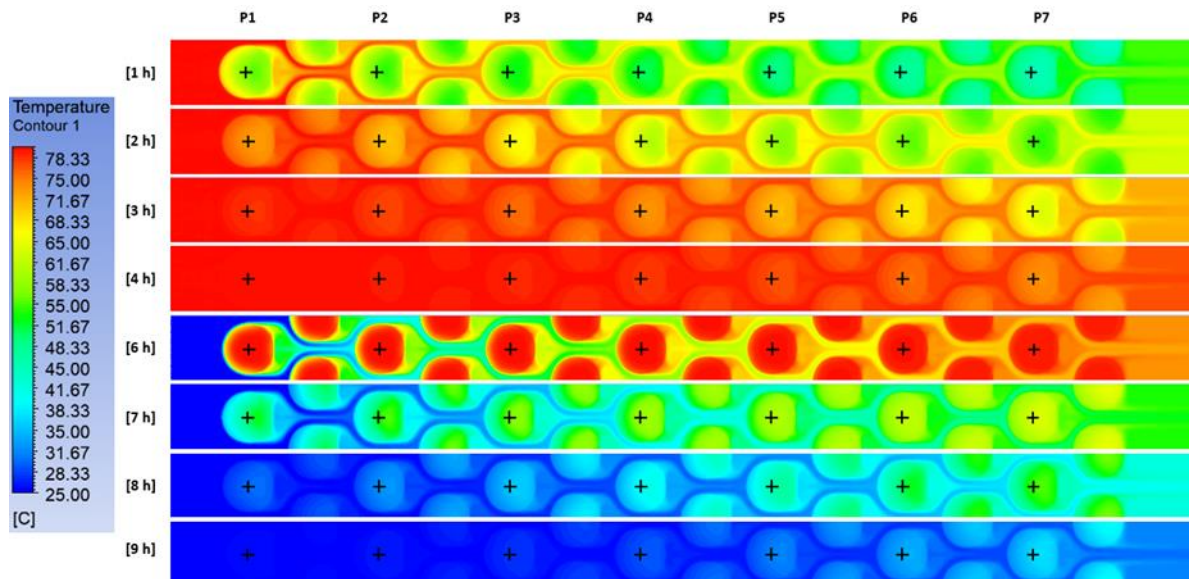 P1 P2 P3 P4 P5 P6 P7
[1 h]
Temperature
Contour 1
[2 h]
78.33
75.00
71.67
[3 h]
68.33
65.00
61.67
[4 h]
58.33
55.00
51.67
[6 h]
48.33
45.00
41.67
38.33
[7 h]
35.00
31.67
28.33
[8 h]
25.00
[C]
[9 h]